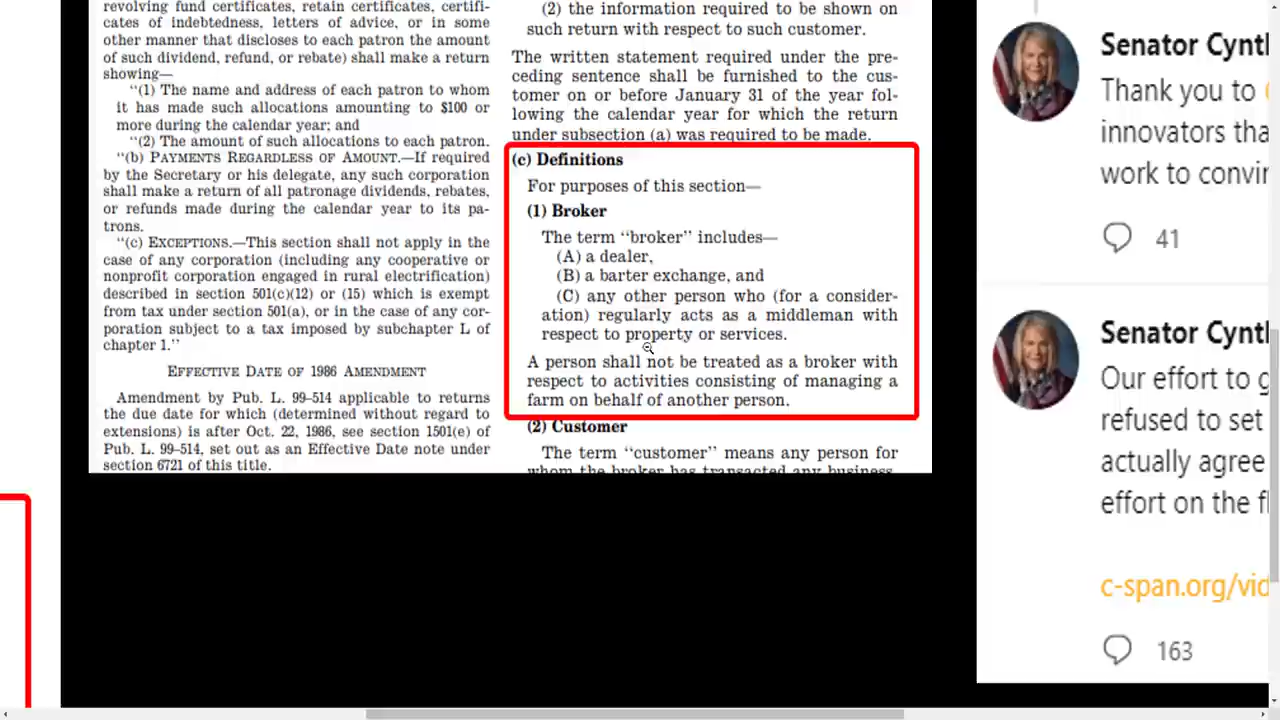 revolving fund certificates, retain certificates, certifi-
cates of indebtedness, letters of advice, or in some
other manner that discloses to each patron the amount
of such dividend, refund, or rebate) shall make a return
showing—
“(1) The name and address of each patron to whom
it has made such allocations amounting to $100 or
more during the calendar year; and
“(2) The amount of such allocations to each patron.
“(b) PAYMENTS REGARDLESS OF AMOUNT.—If required
by the Secretary or his delegate, any such corporation
shall make a return of all patronage dividends, rebates,
or refunds made during the calendar year to its pa-
trons.
“(c) EXCEPTIONS.—This section shall not apply in the
case of any corporation (including any cooperative or
nonprofit corporation engaged in rural electrification)
described in section 501(c)(12) or (15) which is exempt
from tax under section 501(a), or in the case of any cor-
poration subject to a tax imposed by subchapter L of
chapter 1.”
EFFECTIVE DATE OF 1986 AMENDMENT
Amendment by Pub. L. 99–514 applicable to returns
the due date for which (determined without regard to
extensions) is after Oct. 22, 1986, see section 1501(e) of
Pub. L. 99–514, set out as an Effective Date note under
section 6721 of this title.
(2) the information required to be shown on
such return with respect to such customer.
The written statement required under the pre-
ceding sentence shall be furnished to the cus-
tomer on or before January 31 of the year fol-
lowing the calendar year for which the return
under subsection (a) was required to be made.
(c) Definitions
For purposes of this section—
(1) Broker
The term “broker” includes—
(A) a dealer,
(B) a barter exchange, and
(C) any other person who (for a consider-
ation) regularly acts as a middleman with
respect to property or services.
A person shall not be treated as a broker with
respect to activities consisting of managing a
farm on behalf of another person.
(2) Customer
The term “customer” means any person for
whom the broker has transacted any business
Senator Cynt
Thank you to
innovators tha
work to convin
41
Senator Cynt
Our effort to g
refused to set
actually agree
effort on the f
c-span.org/vid
163